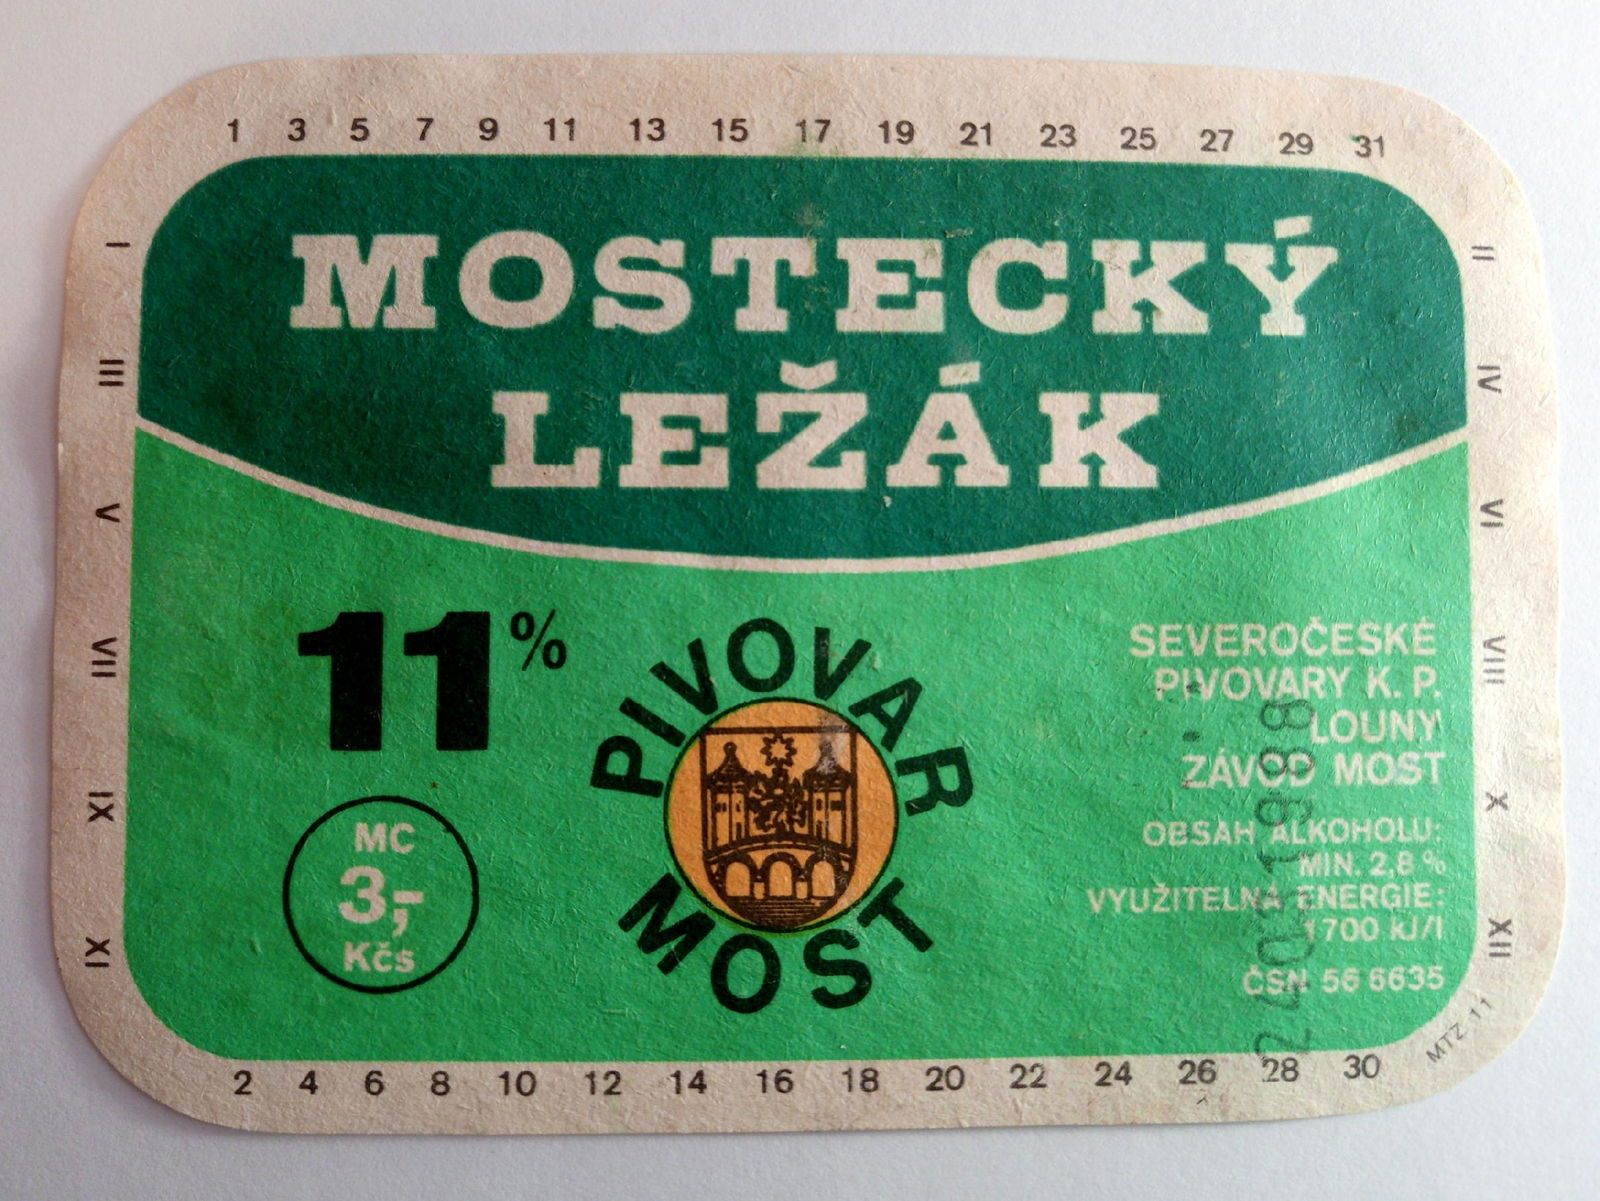 1 3 5 7 9 11 13 15 17 19 21 23 25 27 29 31
I
III
V
VII
XI
IX
II
IV
VI
VIII
X
XII
MOSTECKÝ
LEŽÁK
11%
MC
3,-
Kčs
PIVOVAR
MOST
SEVEROČESKÉ
PIVOVARY K. P.
LOUNY
ZÁVOD MOST
OBSAH ALKOHOLU:
MIN. 2,8 %
VYUŽITELNÁ ENERGIE:
1700 kJ/l
ČSN 56 6635
MTZ 11
2 4 6 8 10 12 14 16 18 20 22 24 26 28 30